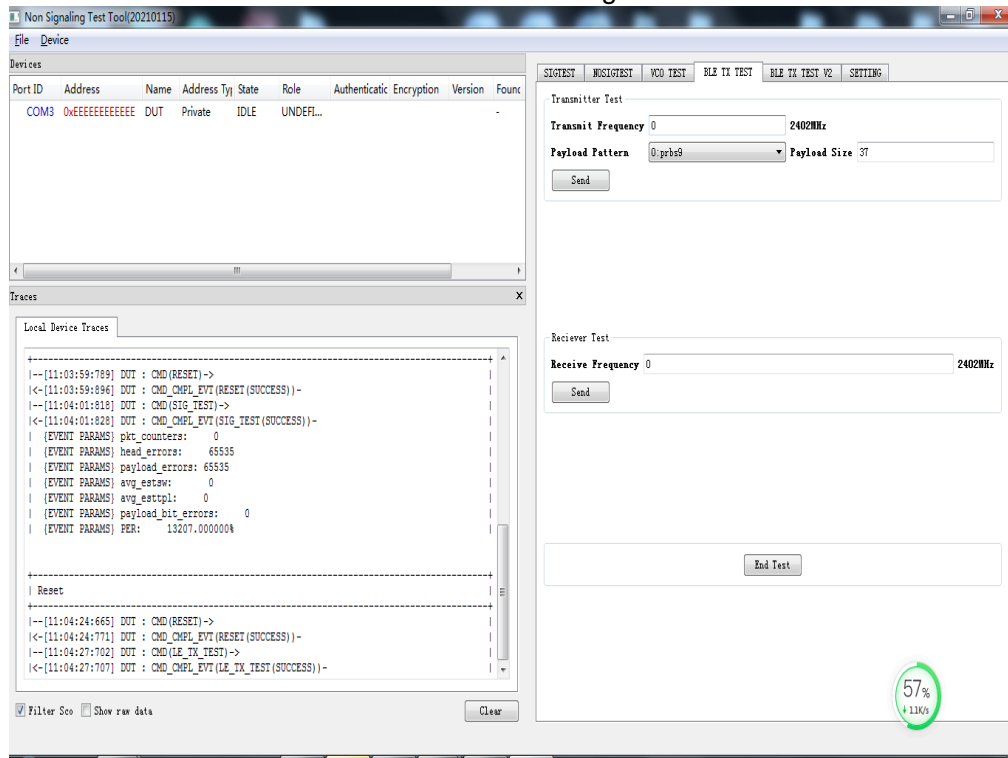 Non Signaling Test Tool(20210115)
File Device
Devices
Port ID Address Name Address Ty State Role Authenticatic Encryption Version Found
COM3 0xEEEEEEEEEEEE DUT Private IDLE UNDEFI... -
Traces X
Local Device Traces
+------------------------------------------------------------------------------+
|--[11:03:59:789] DUT : CMD(RESET)-> |
|<-[11:03:59:896] DUT : CMD_CMPL_EVT(RESET(SUCCESS))- |
|--[11:04:01:818] DUT : CMD(SIG_TEST)-> |
|<-[11:04:01:828] DUT : CMD_CMPL_EVT(SIG_TEST(SUCCESS))- |
| {EVENT PARAMS} pkt_counters: 0 |
| {EVENT PARAMS} head_errors: 65535 |
| {EVENT PARAMS} payload_errors: 65535 |
| {EVENT PARAMS} avg_estsw: 0 |
| {EVENT PARAMS} avg_esttpl: 0 |
| {EVENT PARAMS} payload_bit_errors: 0 |
| {EVENT PARAMS} PER: 13207.000000% |
+------------------------------------------------------------------------------+
| Reset |
+------------------------------------------------------------------------------+
|--[11:04:24:665] DUT : CMD(RESET)-> |
|<-[11:04:24:771] DUT : CMD_CMPL_EVT(RESET(SUCCESS))- |
|--[11:04:27:702] DUT : CMD(LE_TX_TEST)-> |
|<-[11:04:27:707] DUT : CMD_CMPL_EVT(LE_TX_TEST(SUCCESS))- |
Filter Sco Show raw data Clear
SIGTEST NOSIGTEST VCO TEST BLE TX TEST BLE TX TEST V2 SETTING
Transmitter Test
Transmit Frequency 0 2402MHz
Payload Pattern 0:prbs9 Payload Size 37
Send
Reciever Test
Receive Frequency 0 2402MHz
Send
End Test
57%
↓ 1.1K/s